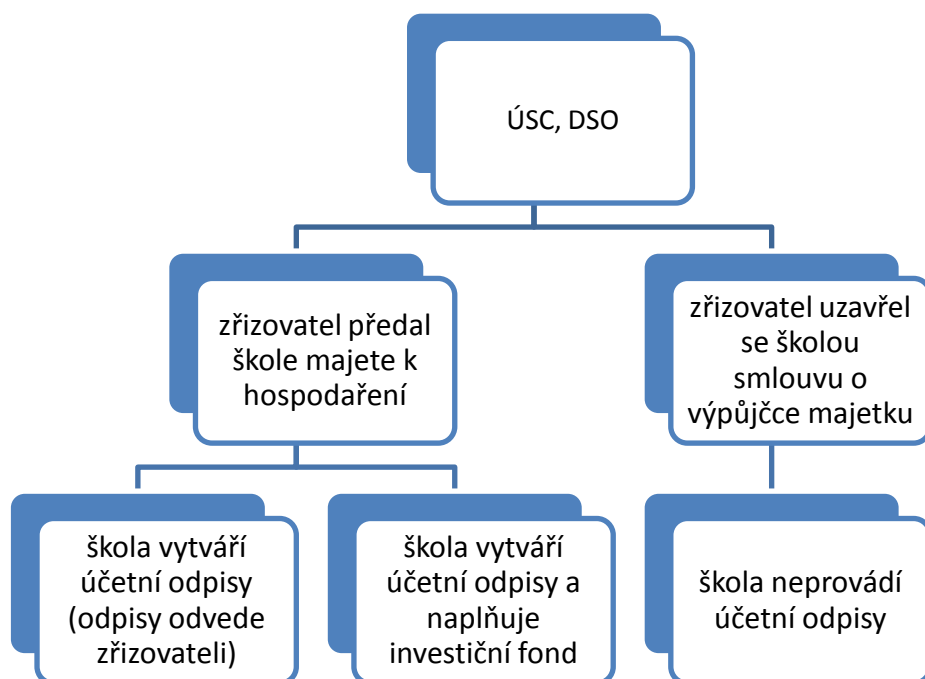 ÚSC, DSO
zřizovatel předal
škole majete k
hospodaření
zřizovatel uzavřel
se školou
smlouvu o
výpůjčce majetku
škola vytváří
účetní odpisy
(odpisy odvede
zřizovateli)
škola vytváří
účetní odpisy a
naplňuje
investiční fond
škola neprovádí
účetní odpisy